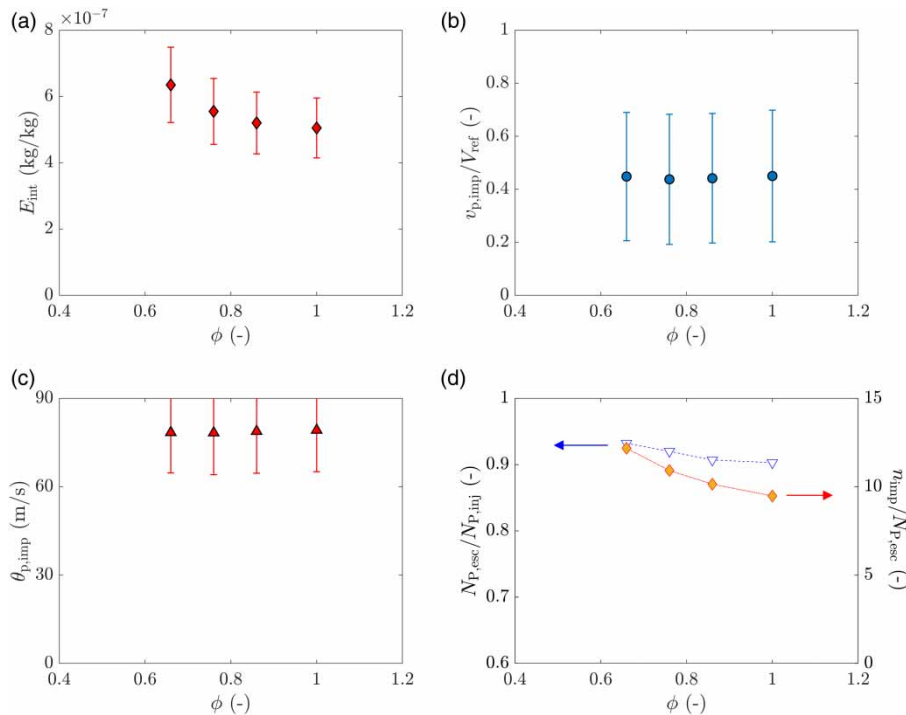 (a)
×10⁻⁷
8
6
4
2
0
E_int (kg/kg)
0.4 0.6 0.8 1 1.2
ϕ (-)
(b)
1
0.8
0.6
0.4
0.2
0
v_p,imp/V_ref (-)
0.4 0.6 0.8 1 1.2
ϕ (-)
(c)
90
60
30
0
θ_p,imp (m/s)
0.4 0.6 0.8 1 1.2
ϕ (-)
(d)
1
0.9
0.8
0.7
0.6
N_P,esc/N_P,inj (-)
15
10
5
0
n_imp/N_P,esc (-)
0.4 0.6 0.8 1 1.2
ϕ (-)